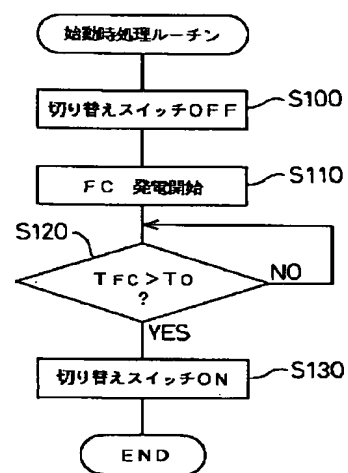 始動時処理ルーチン
切り替えスイッチOFF
S100
FC 発電開始
S110
S120
TFC>T0
?
NO
YES
切り替えスイッチON
S130
END